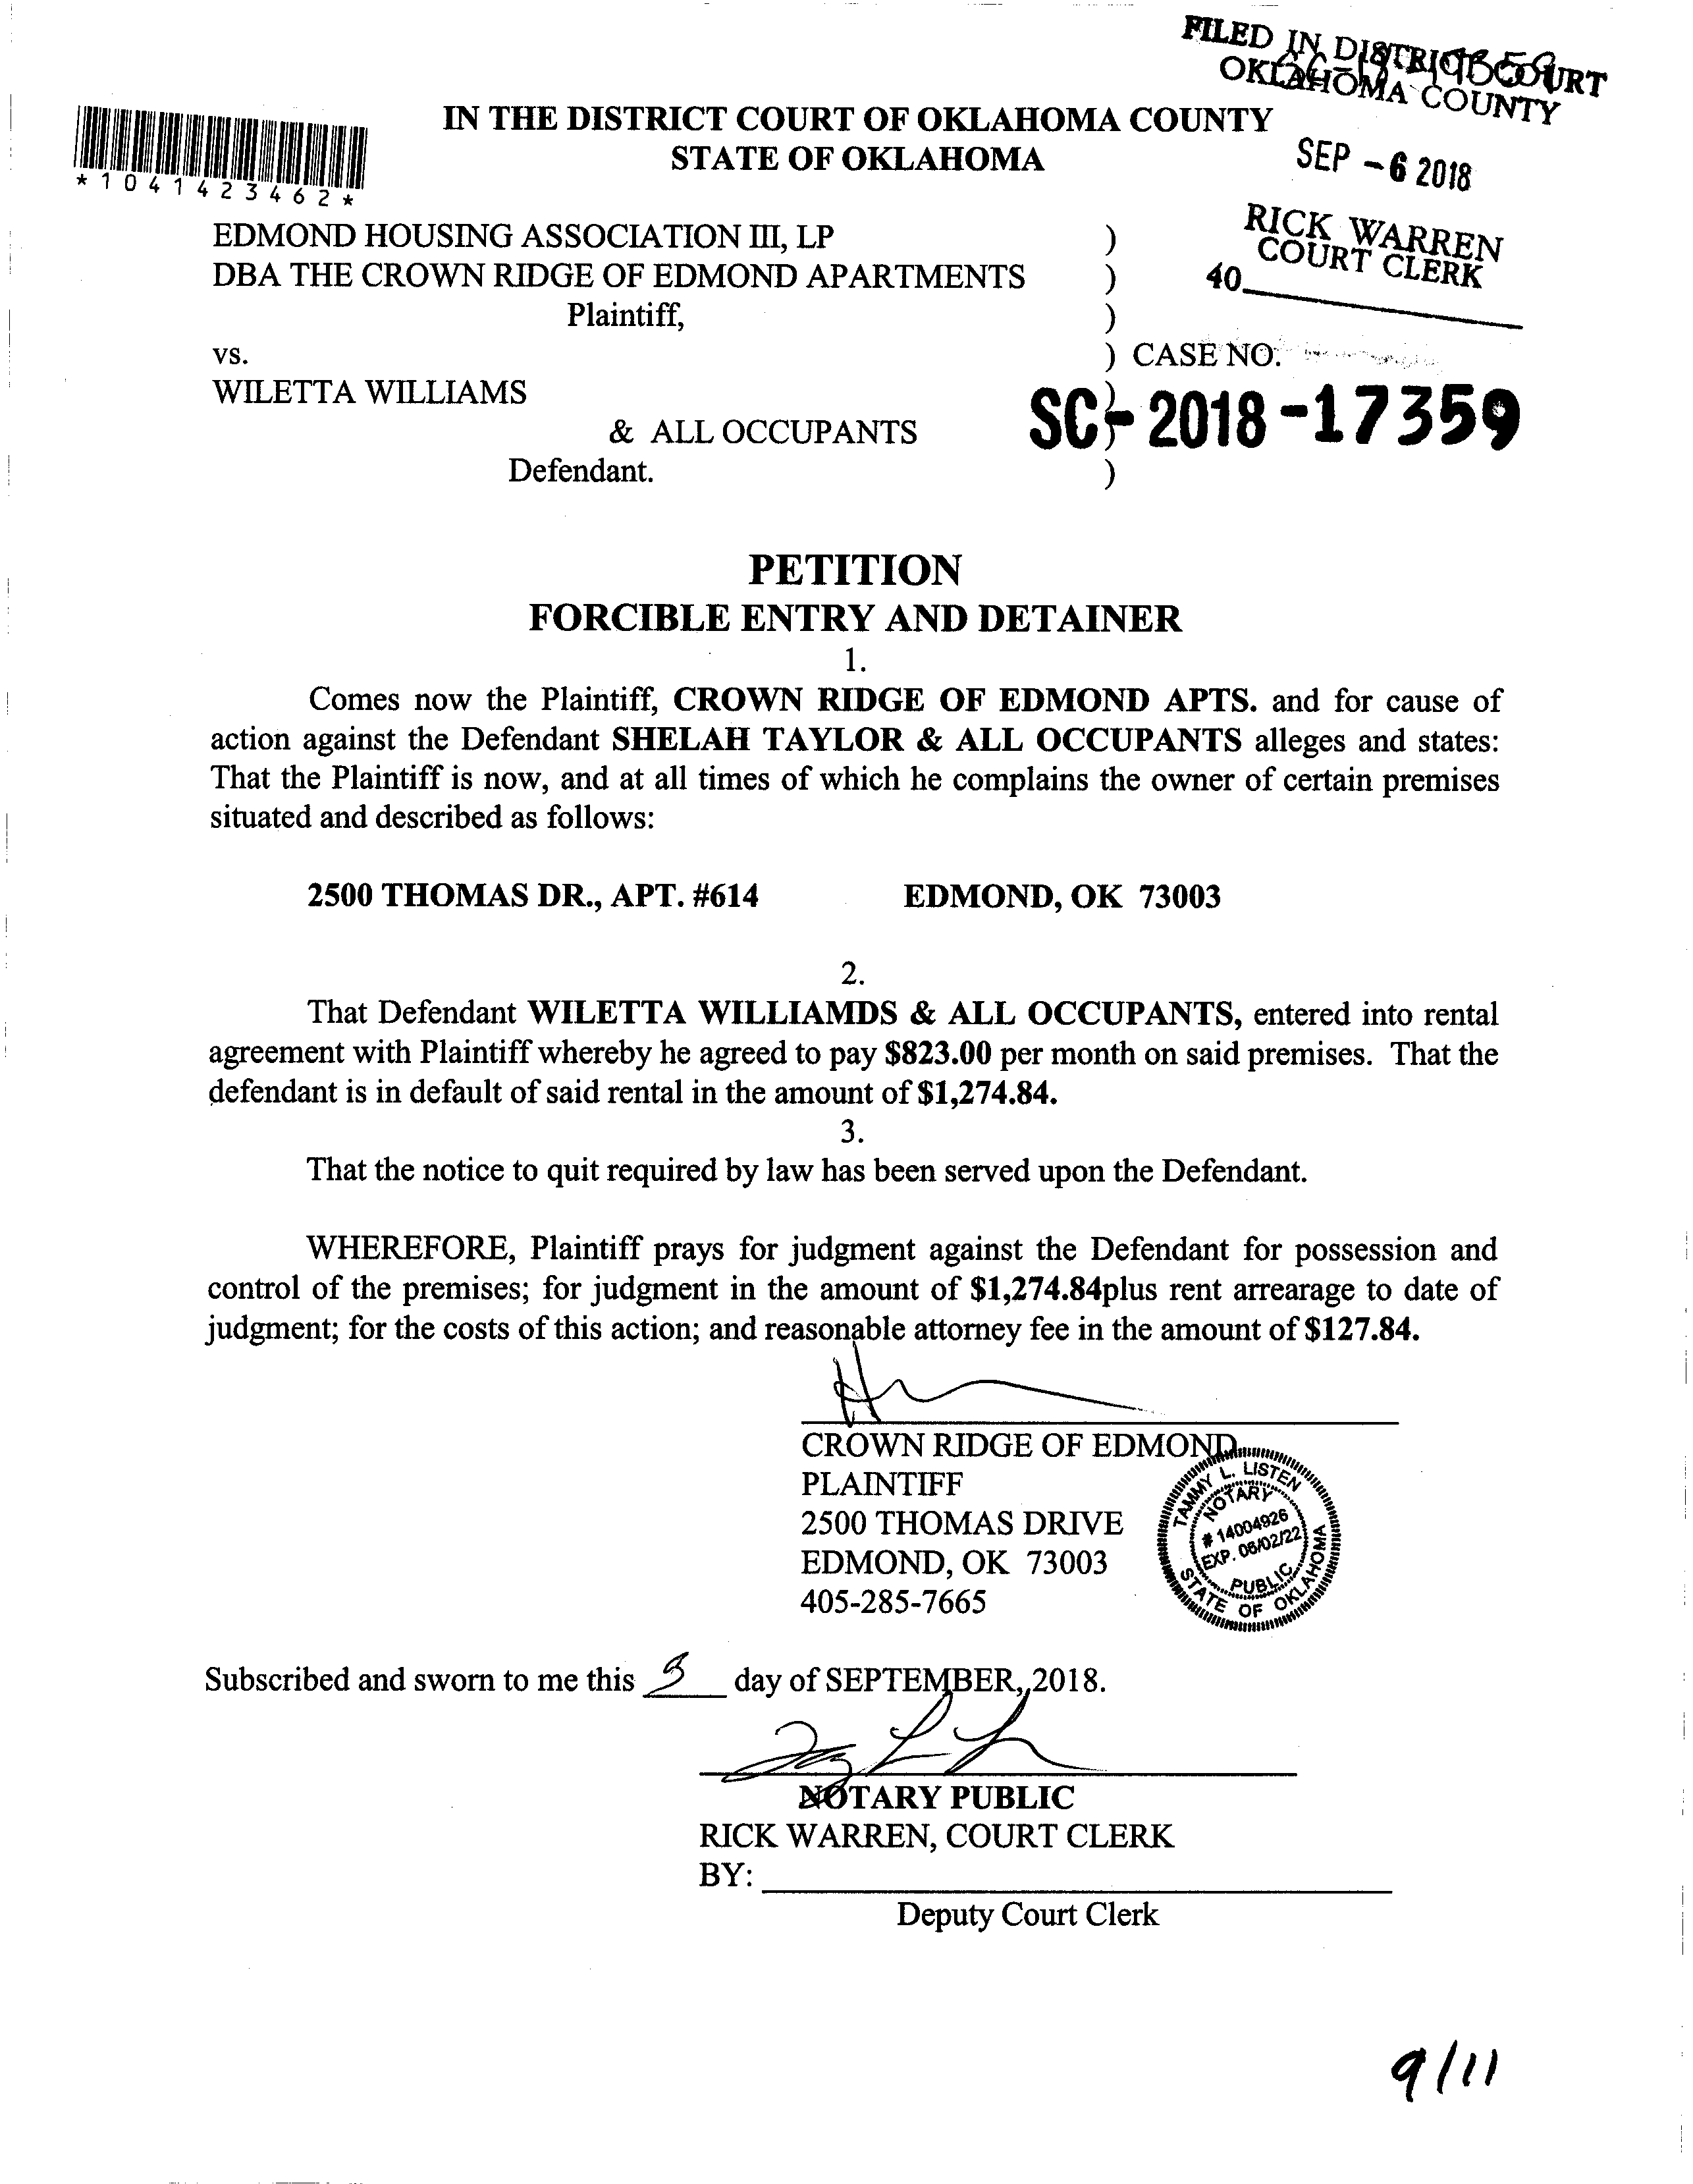 FILED IN DISTRICT COURT
OKLAHOMA COUNTY
IN THE DISTRICT COURT OF OKLAHOMA COUNTY
STATE OF OKLAHOMA
SEP -6 2018
*1041423462*
RICK WARREN
COURT CLERK
40
EDMOND HOUSING ASSOCIATION III, LP )
DBA THE CROWN RIDGE OF EDMOND APARTMENTS )
Plaintiff, )
vs. ) CASE NO.
WILETTA WILLIAMS )
SC-2018-17359
& ALL OCCUPANTS )
Defendant. )
PETITION
FORCIBLE ENTRY AND DETAINER
1.
Comes now the Plaintiff, CROWN RIDGE OF EDMOND APTS. and for cause of
action against the Defendant SHELAH TAYLOR & ALL OCCUPANTS alleges and states:
That the Plaintiff is now, and at all times of which he complains the owner of certain premises
situated and described as follows:
2500 THOMAS DR., APT. #614 EDMOND, OK 73003
2.
That Defendant WILETTA WILLIAMDS & ALL OCCUPANTS, entered into rental
agreement with Plaintiff whereby he agreed to pay $823.00 per month on said premises. That the
defendant is in default of said rental in the amount of $1,274.84.
3.
That the notice to quit required by law has been served upon the Defendant.
WHEREFORE, Plaintiff prays for judgment against the Defendant for possession and
control of the premises; for judgment in the amount of $1,274.84plus rent arrearage to date of
judgment; for the costs of this action; and reasonable attorney fee in the amount of $127.84.
CROWN RIDGE OF EDMOND
PLAINTIFF
2500 THOMAS DRIVE
EDMOND, OK 73003
405-285-7665
TAMMY L. LISTEN
NOTARY
# 14004926
EXP. 06/02/22
PUBLIC
STATE OF OKLAHOMA
Subscribed and sworn to me this day of SEPTEMBER, 2018.
NOTARY PUBLIC
RICK WARREN, COURT CLERK
BY:
Deputy Court Clerk
9/11